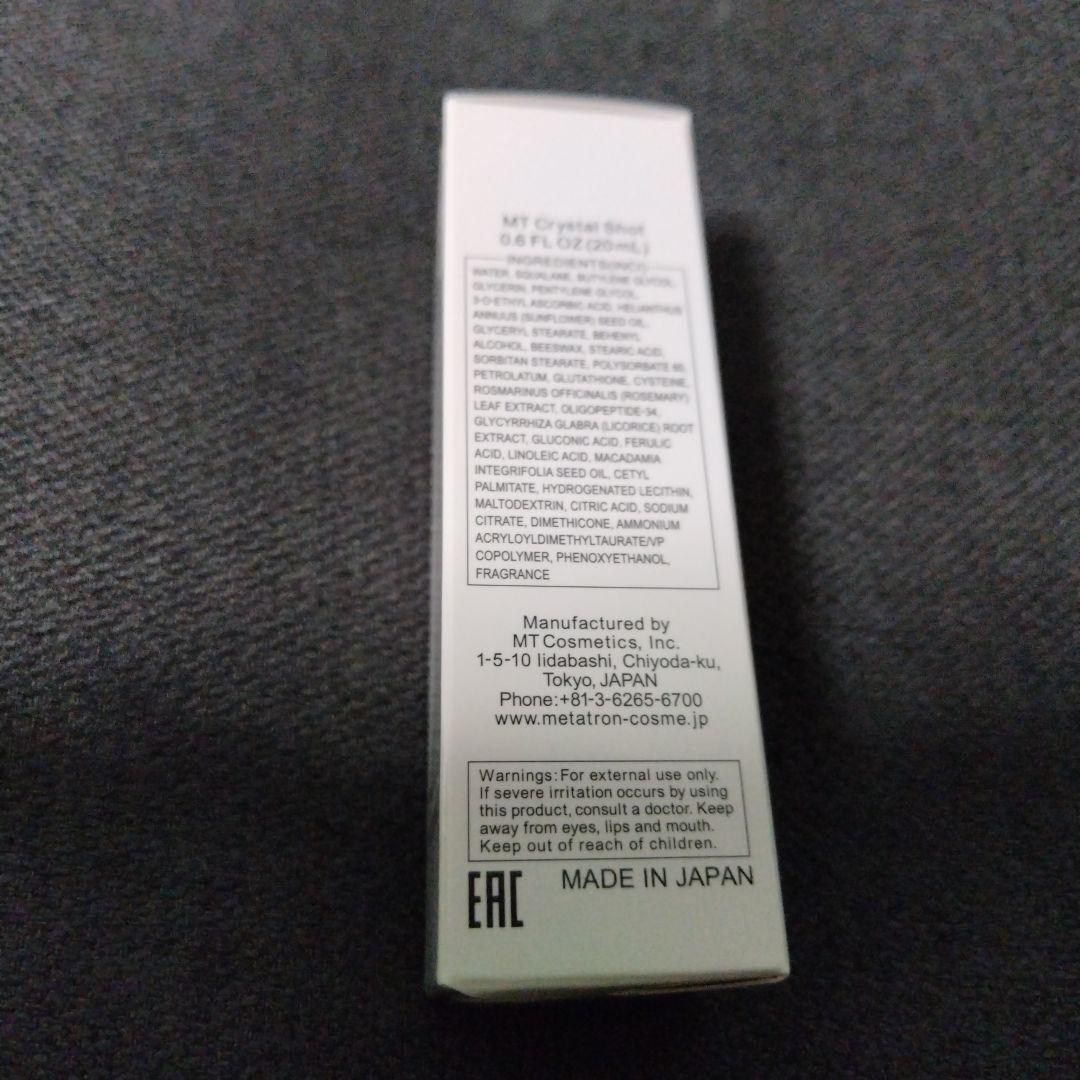 MT Crystal Shot
0.6 FL OZ (20mL)
INGREDIENTS(INCI)
WATER, SQUALANE, BUTYLENE GLYCOL,
GLYCERIN, PENTYLENE GLYCOL,
3-O-ETHYL ASCORBIC ACID, HELIANTHUS
ANNUUS (SUNFLOWER) SEED OIL,
GLYCERYL STEARATE, BEHENYL
ALCOHOL, BEESWAX, STEARIC ACID,
SORBITAN STEARATE, POLYSORBATE 60,
PETROLATUM, GLUTATHIONE, CYSTEINE,
ROSMARINUS OFFICINALIS (ROSEMARY)
LEAF EXTRACT, OLIGOPEPTIDE-34,
GLYCYRRHIZA GLABRA (LICORICE) ROOT
EXTRACT, GLUCONIC ACID, FERULIC
ACID, LINOLEIC ACID, MACADAMIA
INTEGRIFOLIA SEED OIL, CETYL
PALMITATE, HYDROGENATED LECITHIN,
MALTODEXTRIN, CITRIC ACID, SODIUM
CITRATE, DIMETHICONE, AMMONIUM
ACRYLOYLDIMETHYLTAURATE/VP
COPOLYMER, PHENOXYETHANOL,
FRAGRANCE
Manufactured by
MT Cosmetics, Inc.
1-5-10 Iidabashi, Chiyoda-ku,
Tokyo, JAPAN
Phone:+81-3-6265-6700
www.metatron-cosme.jp
Warnings: For external use only.
If severe irritation occurs by using
this product, consult a doctor. Keep
away from eyes, lips and mouth.
Keep out of reach of children.
EAC MADE IN JAPAN